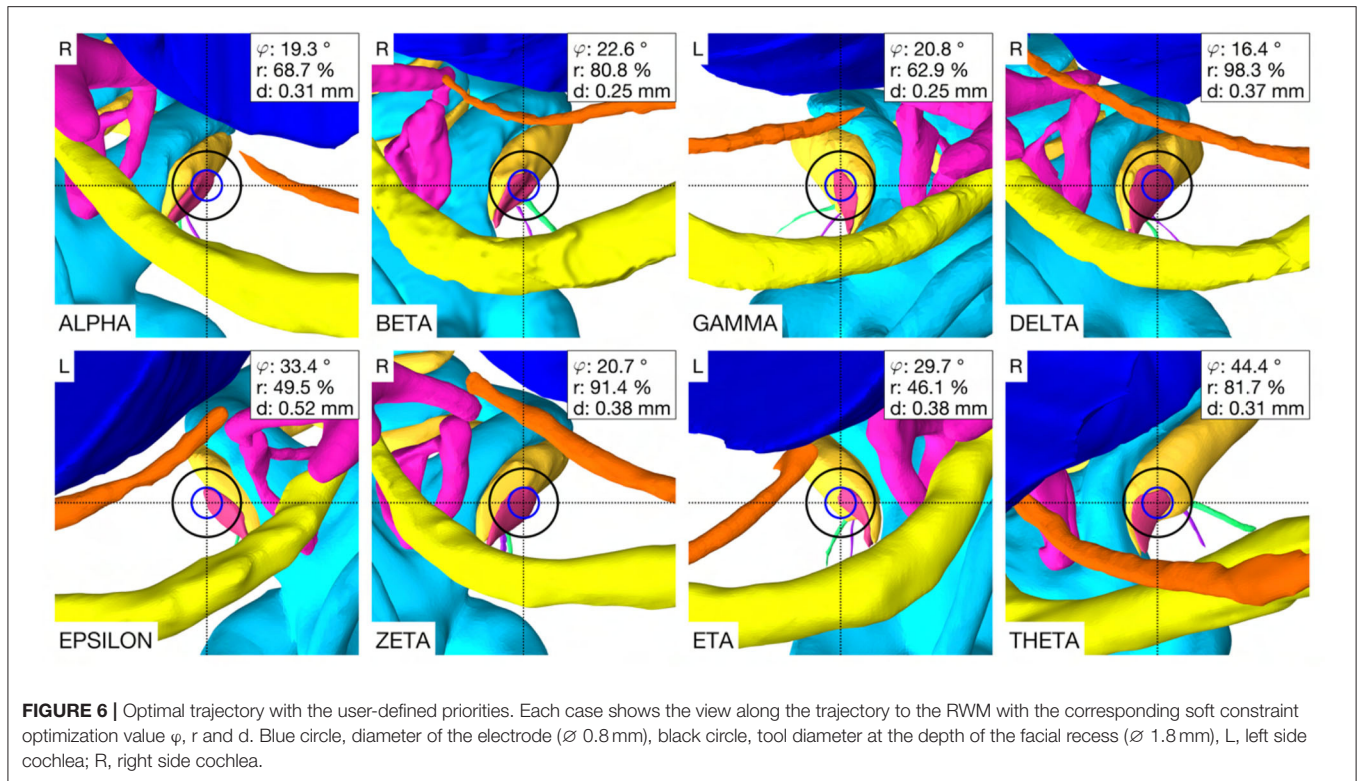 R
φ: 19.3 °
r: 68.7 %
d: 0.31 mm
ALPHA
R
φ: 22.6 °
r: 80.8 %
d: 0.25 mm
BETA
L
φ: 20.8 °
r: 62.9 %
d: 0.25 mm
GAMMA
R
φ: 16.4 °
r: 98.3 %
d: 0.37 mm
DELTA
L
φ: 33.4 °
r: 49.5 %
d: 0.52 mm
EPSILON
R
φ: 20.7 °
r: 91.4 %
d: 0.38 mm
ZETA
L
φ: 29.7 °
r: 46.1 %
d: 0.38 mm
ETA
R
φ: 44.4 °
r: 81.7 %
d: 0.31 mm
THETA
FIGURE 6 | Optimal trajectory with the user-defined priorities. Each case shows the view along the trajectory to the RWM with the corresponding soft constraint
optimization value φ, r and d. Blue circle, diameter of the electrode (∅ 0.8 mm), black circle, tool diameter at the depth of the facial recess (∅ 1.8 mm), L, left side
cochlea; R, right side cochlea.